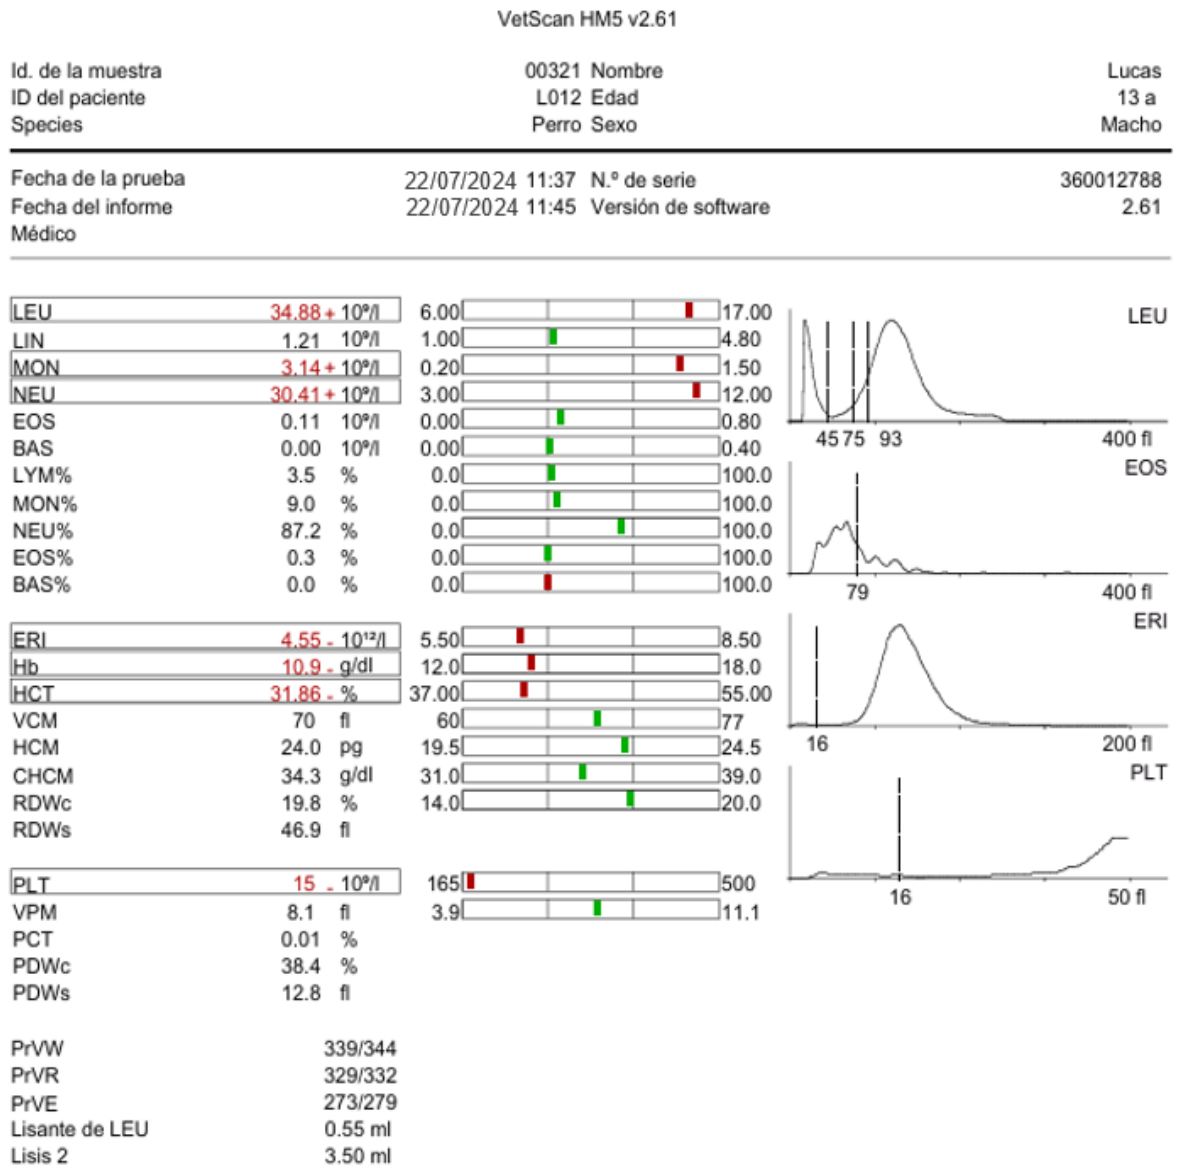 VetScan HM5 v2.61
Id. de la muestra 00321 Nombre Lucas
ID del paciente L012 Edad 13 a
Species Perro Sexo Macho
Fecha de la prueba 22/07/2024 11:37 N.º de serie 360012788
Fecha del informe 22/07/2024 11:45 Versión de software 2.61
Médico
LEU 34.88 + 10⁹/l 6.00 17.00 LEU
LIN 1.21 10⁹/l 1.00 4.80
MON 3.14 + 10⁹/l 0.20 1.50
NEU 30.41 + 10⁹/l 3.00 12.00
EOS 0.11 10⁹/l 0.00 0.80
BAS 0.00 10⁹/l 0.00 0.40 45 75 93 400 fl
LYM% 3.5 % 0.0 100.0 EOS
MON% 9.0 % 0.0 100.0
NEU% 87.2 % 0.0 100.0
EOS% 0.3 % 0.0 100.0
BAS% 0.0 % 0.0 100.0 79 400 fl
ERI 4.55 - 10¹²/l 5.50 8.50 ERI
Hb 10.9 - g/dl 12.0 18.0
HCT 31.86 - % 37.00 55.00
VCM 70 fl 60 77
HCM 24.0 pg 19.5 24.5 16 200 fl
CHCM 34.3 g/dl 31.0 39.0 PLT
RDWc 19.8 % 14.0 20.0
RDWs 46.9 fl
PLT 15 - 10⁹/l 165 500 16 50 fl
VPM 8.1 fl 3.9 11.1
PCT 0.01 %
PDWc 38.4 %
PDWs 12.8 fl
PrVW 339/344
PrVR 329/332
PrVE 273/279
Lisante de LEU 0.55 ml
Lisis 2 3.50 ml